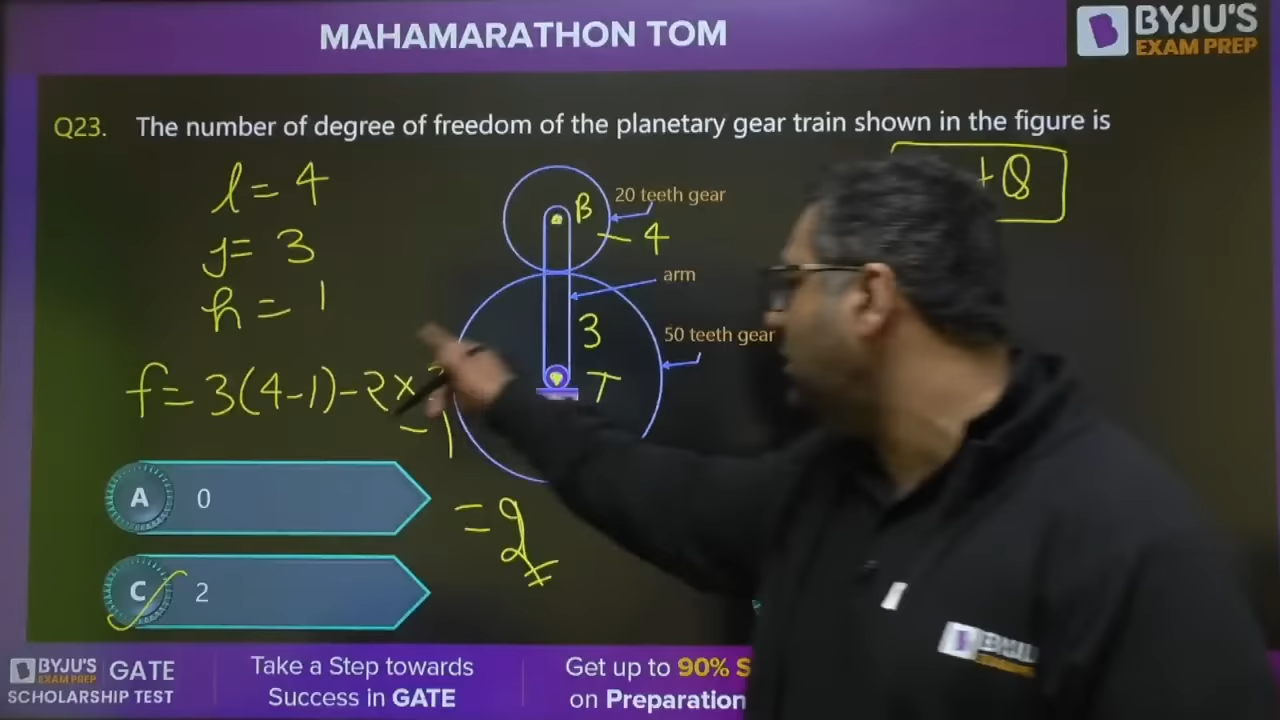 MAHAMARATHON TOM
BYJU'S
EXAM PREP
Q23. The number of degree of freedom of the planetary gear train shown in the figure is
l = 4
j = 3
h = 1
f = 3(4-1)-2×
-1
= 2
20 teeth gear
B
4
arm
3
50 teeth gear
T
+Q
A 0
C 2
BYJU'S
EXAM PREP
GATE
SCHOLARSHIP TEST
Take a Step towards
Success in GATE
Get up to 90% S
on Preparation